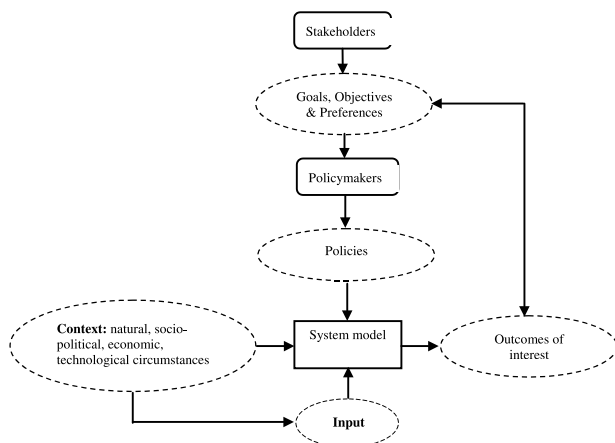 Stakeholders
Goals, Objectives
& Preferences
Policymakers
Policies
Context: natural, socio-
political, economic,
technological circumstances
System model
Outcomes of
interest
Input